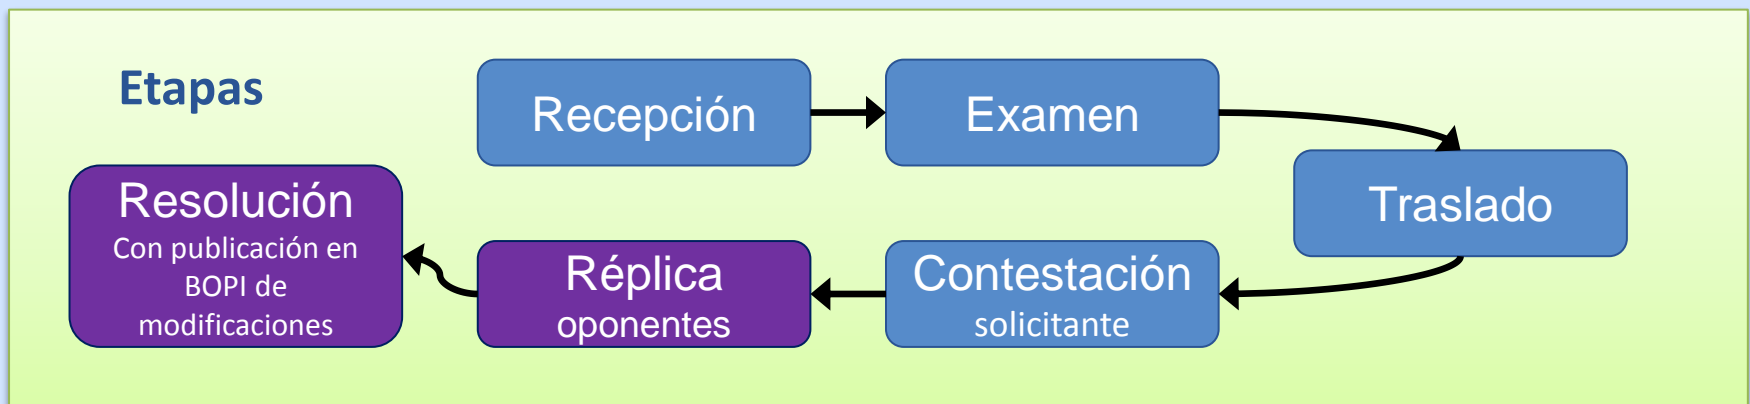 Etapas
Recepción
Examen
Traslado
Contestación
solicitante
Réplica
oponentes
Resolución
Con publicación en
BOPI de
modificaciones